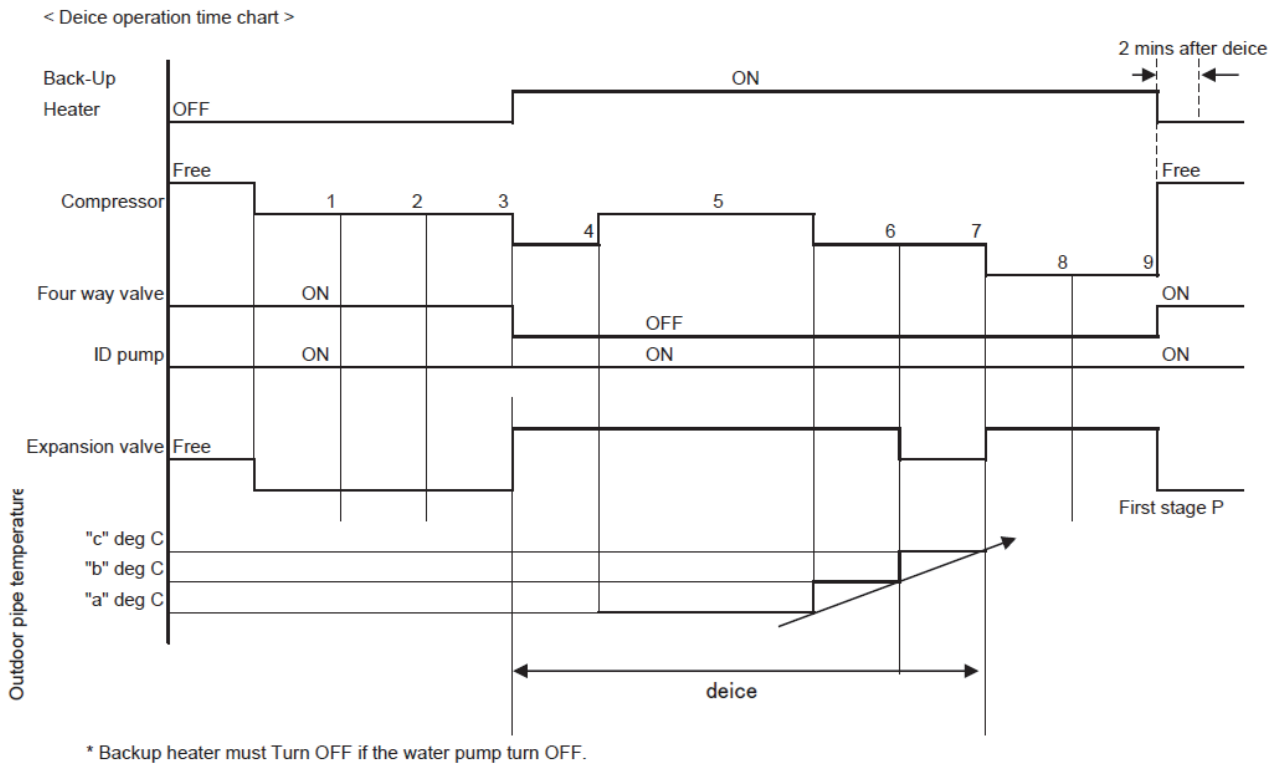 < Deice operation time chart >
2 mins after deice
Back-Up
Heater
ON
OFF
Free
Free
Compressor
1
2
3
4
5
6
7
8
9
Four way valve
ON
OFF
ON
ID pump
ON
ON
ON
Expansion valve
Free
First stage P
Outdoor pipe temperature
"c" deg C
"b" deg C
"a" deg C
deice
* Backup heater must Turn OFF if the water pump turn OFF.